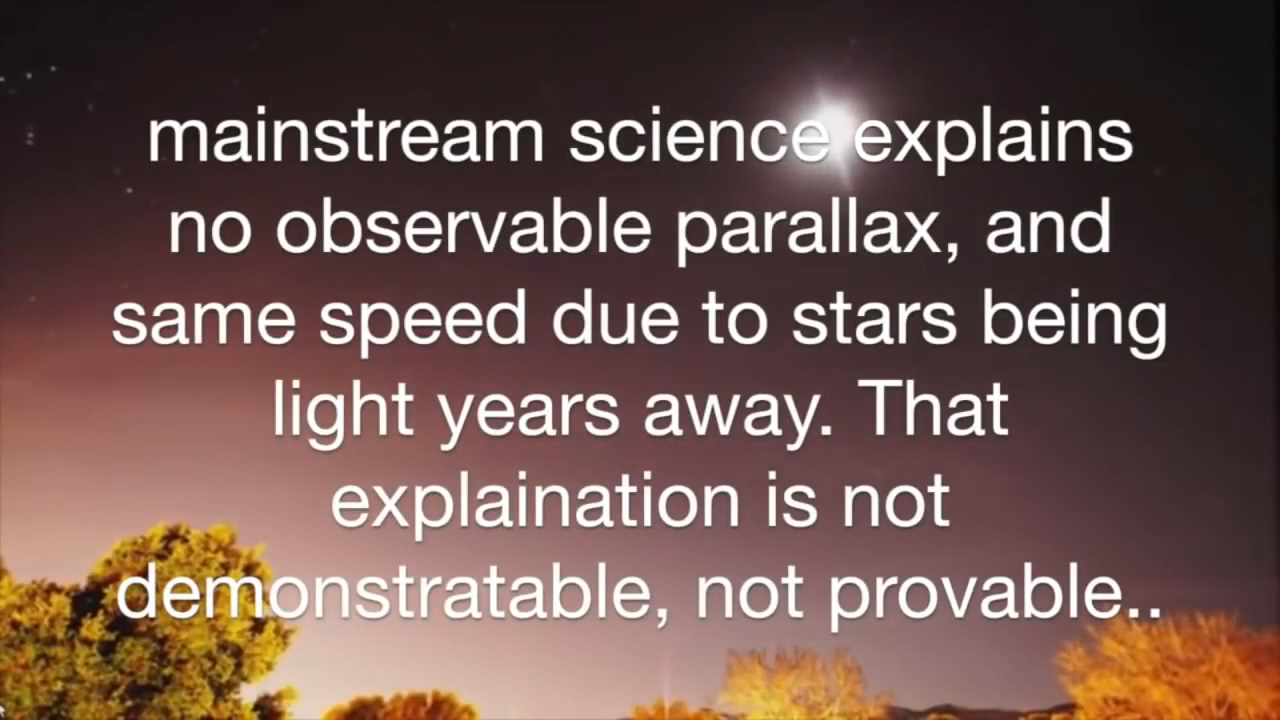 mainstream science explains
no observable parallax, and
same speed due to stars being
light years away. That
explaination is not
demonstratable, not provable..